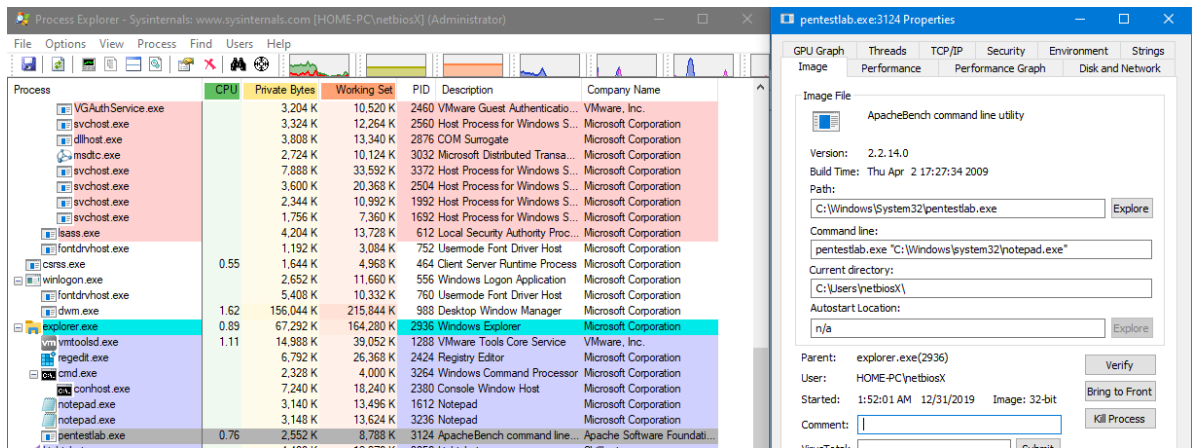 Process Explorer - Sysinternals: www.sysinternals.com [HOME-PC\netbiosX] (Administrator)
File Options View Process Find Users Help
Process CPU Private Bytes Working Set PID Description Company Name
VGAuthService.exe 3,204 K 10,520 K 2460 VMware Guest Authenticatio... VMware, Inc.
svchost.exe 3,324 K 12,264 K 2560 Host Process for Windows S... Microsoft Corporation
dllhost.exe 3,808 K 13,340 K 2876 COM Surrogate Microsoft Corporation
msdtc.exe 2,724 K 10,124 K 3032 Microsoft Distributed Transa... Microsoft Corporation
svchost.exe 7,888 K 33,592 K 3372 Host Process for Windows S... Microsoft Corporation
svchost.exe 3,600 K 20,368 K 2504 Host Process for Windows S... Microsoft Corporation
svchost.exe 2,344 K 10,992 K 1992 Host Process for Windows S... Microsoft Corporation
svchost.exe 1,756 K 7,360 K 1692 Host Process for Windows S... Microsoft Corporation
lsass.exe 4,204 K 13,728 K 612 Local Security Authority Proc... Microsoft Corporation
fontdrvhost.exe 1,192 K 3,084 K 752 Usermode Font Driver Host Microsoft Corporation
csrss.exe 0.55 1,644 K 4,968 K 464 Client Server Runtime Process Microsoft Corporation
winlogon.exe 2,652 K 11,660 K 556 Windows Logon Application Microsoft Corporation
fontdrvhost.exe 5,408 K 10,332 K 760 Usermode Font Driver Host Microsoft Corporation
dwm.exe 1.62 156,044 K 215,844 K 988 Desktop Window Manager Microsoft Corporation
explorer.exe 0.89 67,292 K 164,280 K 2936 Windows Explorer Microsoft Corporation
vmtoolsd.exe 1.11 14,988 K 39,052 K 1288 VMware Tools Core Service VMware, Inc.
regedit.exe 6,792 K 26,368 K 2424 Registry Editor Microsoft Corporation
cmd.exe 2,328 K 4,000 K 3264 Windows Command Processor Microsoft Corporation
conhost.exe 7,240 K 18,240 K 2380 Console Window Host Microsoft Corporation
notepad.exe 3,140 K 13,496 K 1612 Notepad Microsoft Corporation
notepad.exe 3,148 K 13,624 K 3236 Notepad Microsoft Corporation
pentestlab.exe 0.76 2,552 K 8,788 K 3124 ApacheBench command line... Apache Software Foundati...
pentestlab.exe:3124 Properties
GPU Graph Threads TCP/IP Security Environment Strings
Image Performance Performance Graph Disk and Network
Image File
ApacheBench command line utility
Version: 2.2.14.0
Build Time: Thu Apr 2 17:27:34 2009
Path:
C:\Windows\System32\pentestlab.exe Explore
Command line:
pentestlab.exe "C:\Windows\system32\notepad.exe"
Current directory:
C:\Users\netbiosX\
Autostart Location:
n/a Explore
Parent: explorer.exe(2936) Verify
User: HOME-PC\netbiosX
Bring to Front
Started: 1:52:01 AM 12/31/2019 Image: 32-bit
Comment: Kill Process